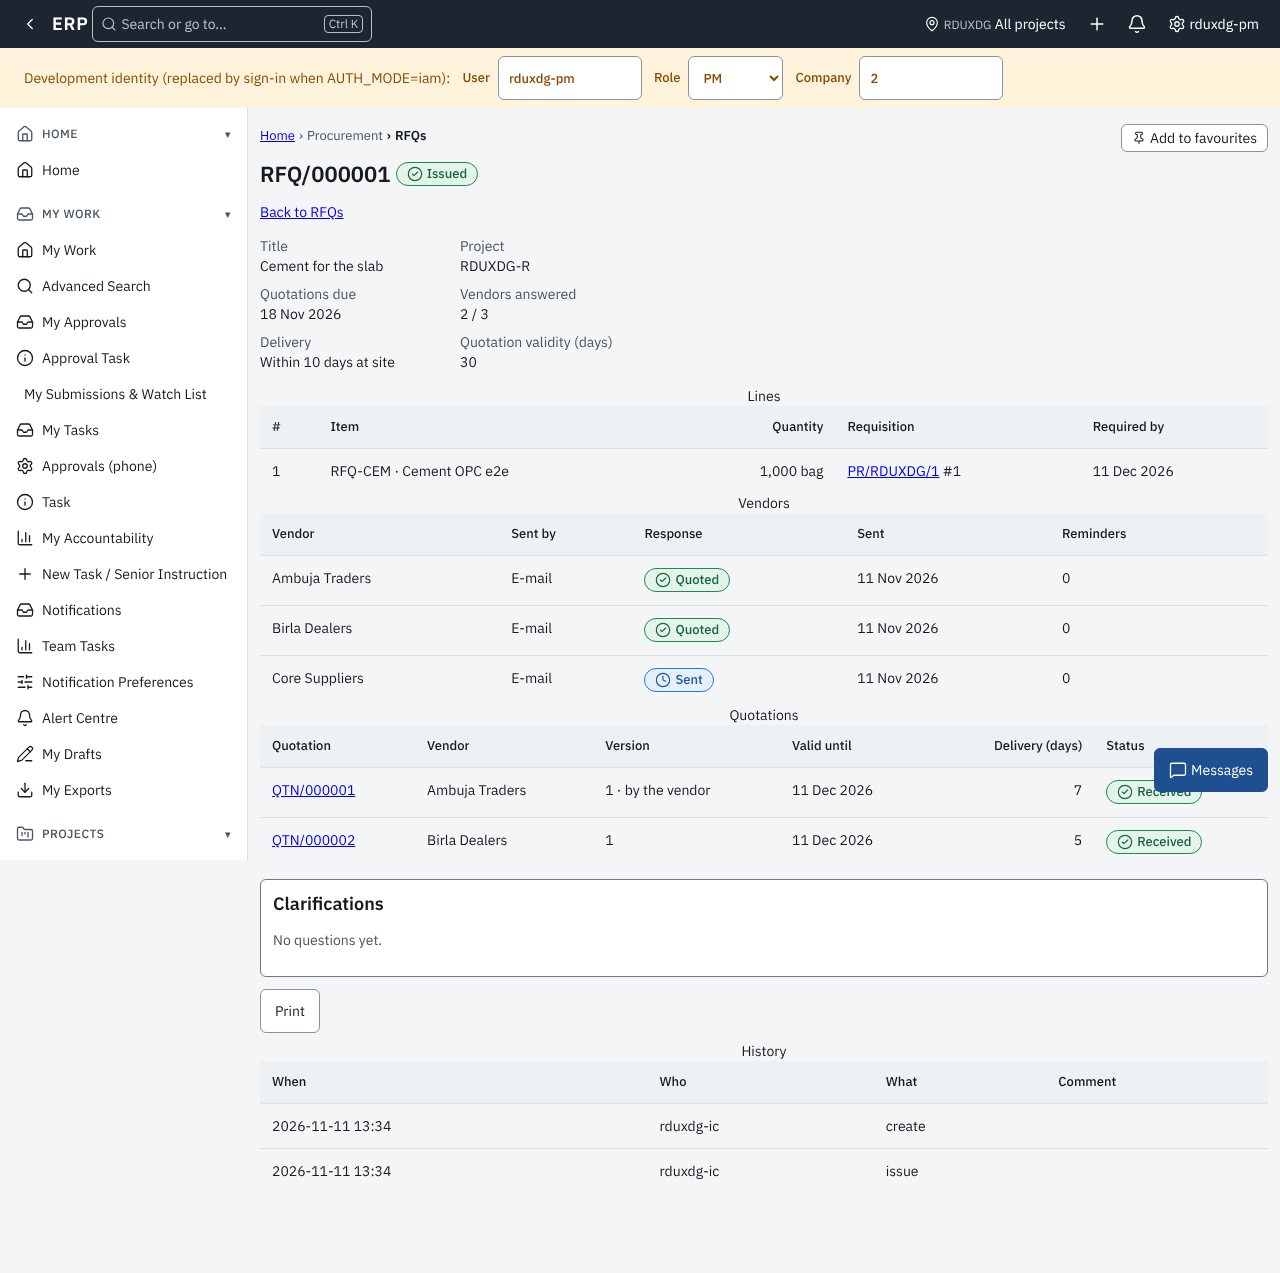 ERP Search or go to... Ctrl K RDUXDG All projects rduxdg-pm
Development identity (replaced by sign-in when AUTH_MODE=iam): User rduxdg-pm Role PM Company 2
HOME
Home
MY WORK
My Work
Advanced Search
My Approvals
Approval Task
My Submissions & Watch List
My Tasks
Approvals (phone)
Task
My Accountability
New Task / Senior Instruction
Notifications
Team Tasks
Notification Preferences
Alert Centre
My Drafts
My Exports
PROJECTS
Home › Procurement › RFQs
Add to favourites
RFQ/000001 Issued
Back to RFQs
Title Project
Cement for the slab RDUXDG-R
Quotations due Vendors answered
18 Nov 2026 2 / 3
Delivery Quotation validity (days)
Within 10 days at site 30
Lines
# Item Quantity Requisition Required by
1 RFQ-CEM · Cement OPC e2e 1,000 bag PR/RDUXDG/1 #1 11 Dec 2026
Vendors
Vendor Sent by Response Sent Reminders
Ambuja Traders E-mail Quoted 11 Nov 2026 0
Birla Dealers E-mail Quoted 11 Nov 2026 0
Core Suppliers E-mail Sent 11 Nov 2026 0
Quotations
Quotation Vendor Version Valid until Delivery (days) Status
Messages
QTN/000001 Ambuja Traders 1 · by the vendor 11 Dec 2026 7 Received
QTN/000002 Birla Dealers 1 11 Dec 2026 5 Received
Clarifications
No questions yet.
Print
History
When Who What Comment
2026-11-11 13:34 rduxdg-ic create
2026-11-11 13:34 rduxdg-ic issue